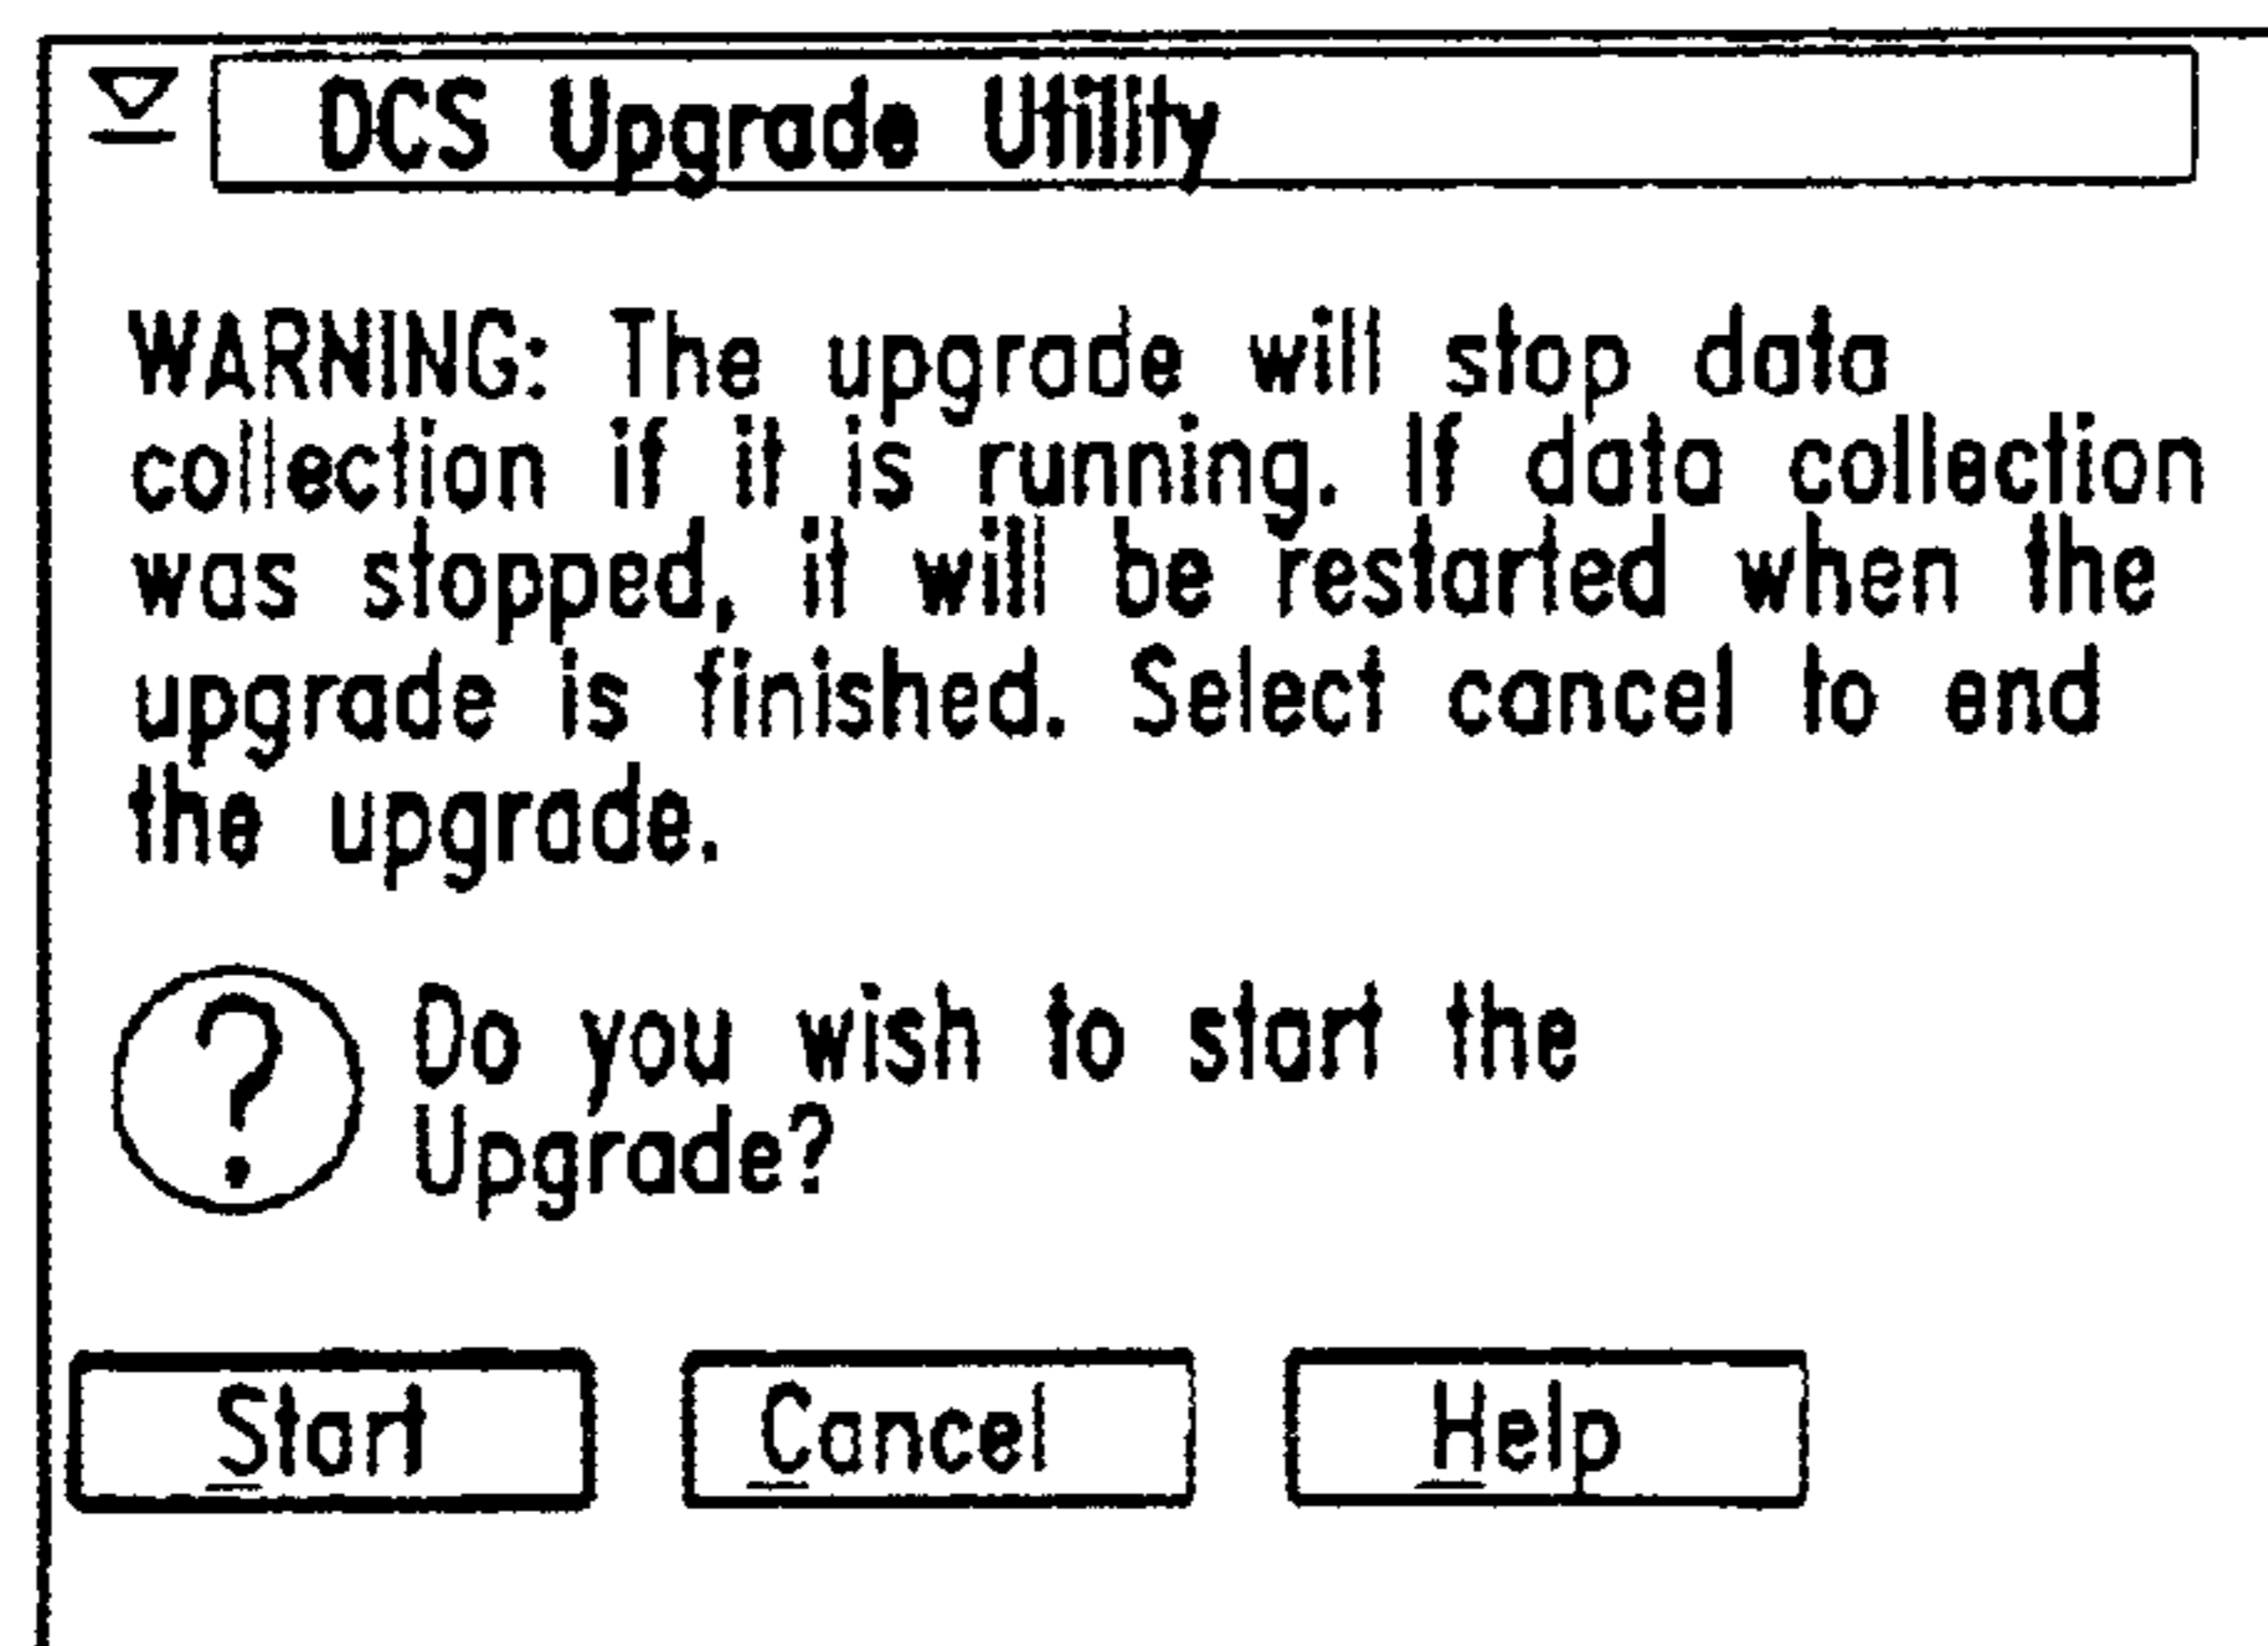 DCS Upgrade Utility
WARNING: The upgrade will stop data
collection if it is running. If data collection
was stopped, it will be restarted when the
upgrade is finished. Select cancel to end
the upgrade.
?
Do you wish to start the
Upgrade?
Start Cancel Help